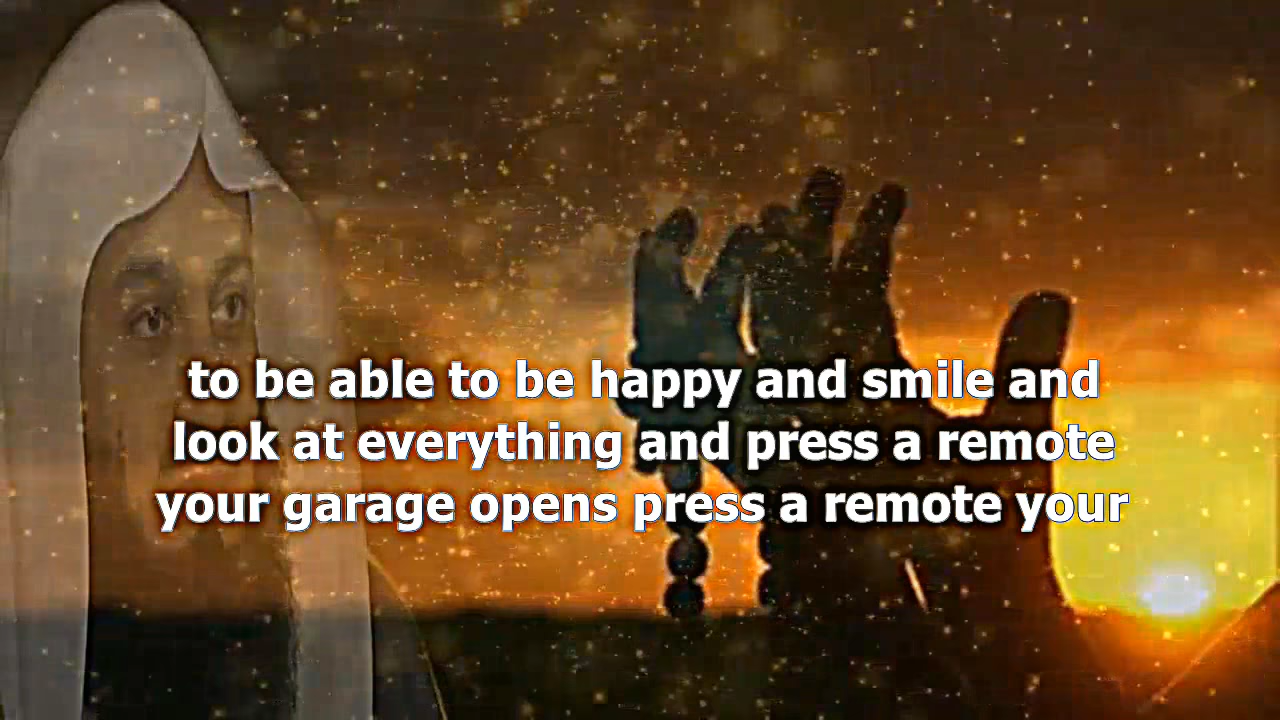 to be able to be happy and smile and
look at everything and press a remote
your garage opens press a remote your